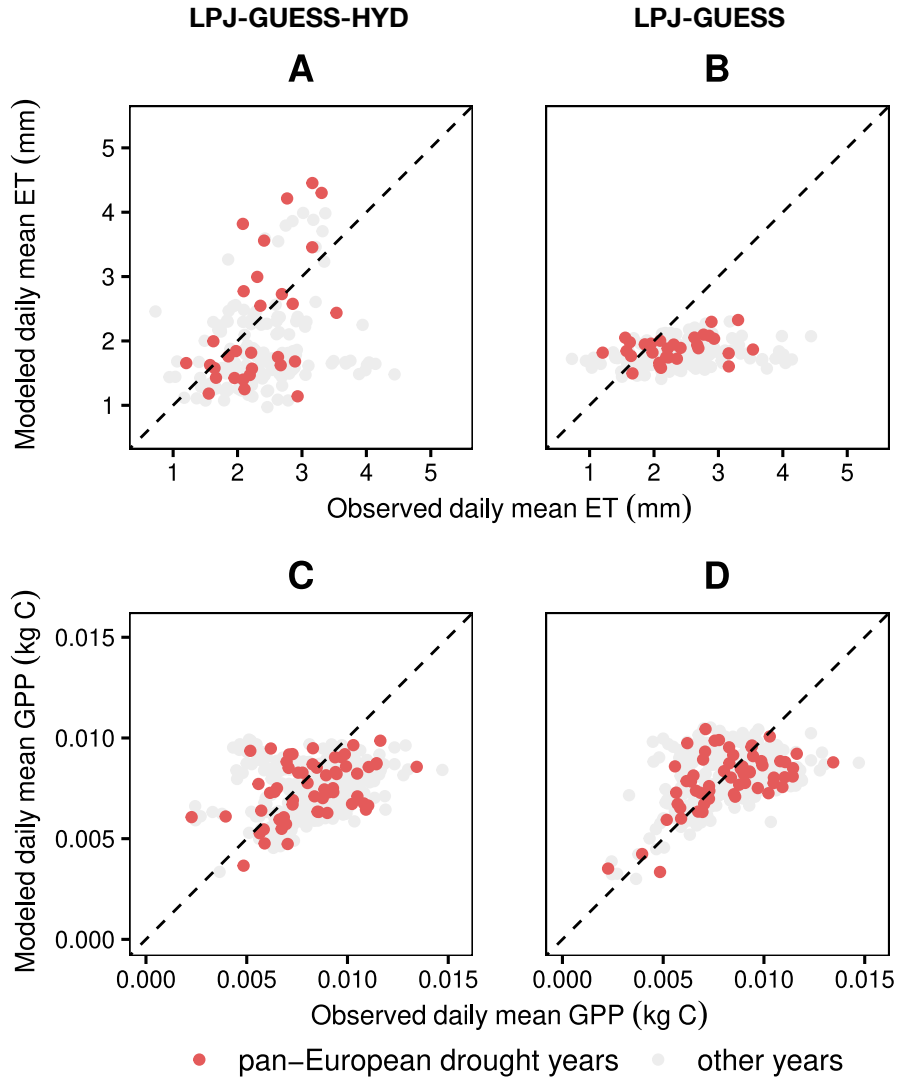 LPJ-GUESS-HYD LPJ-GUESS
A B
Modeled daily mean ET (mm)
5
4
3
2
1
1 2 3 4 5 1 2 3 4 5
Observed daily mean ET (mm)
C D
Modeled daily mean GPP (kg C)
0.015
0.010
0.005
0.000
0.000 0.005 0.010 0.015 0.000 0.005 0.010 0.015
Observed daily mean GPP (kg C)
pan−European drought years other years